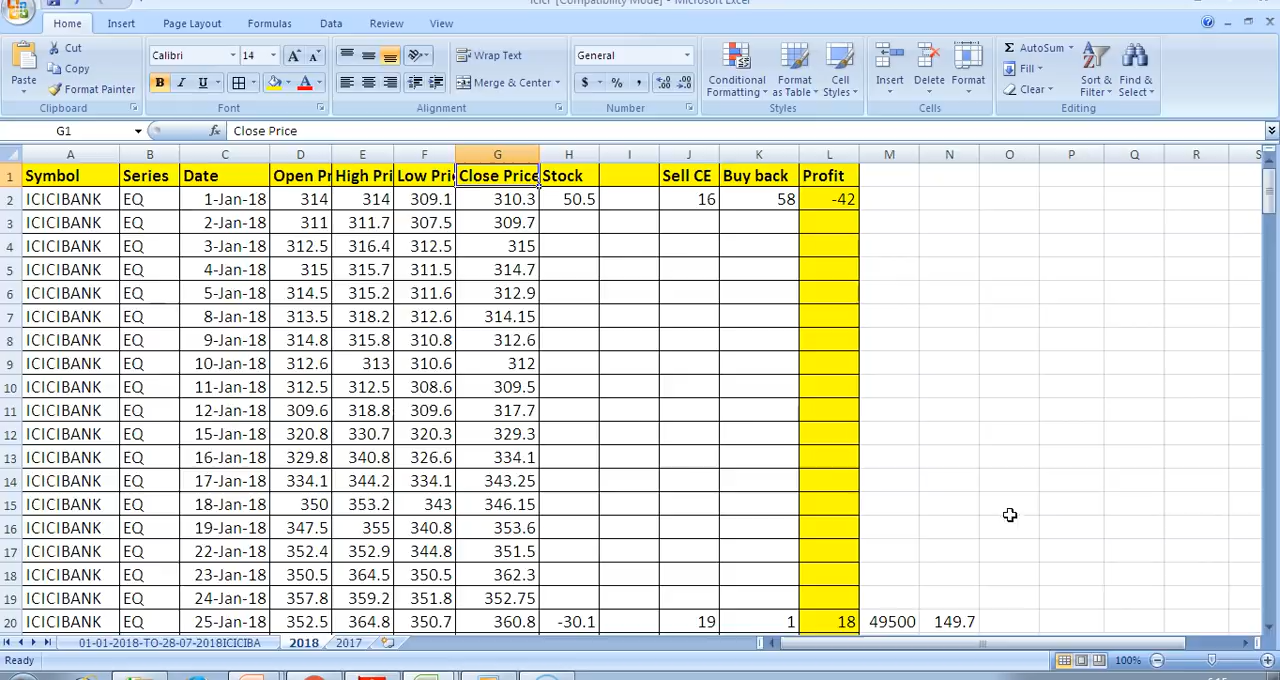 Icici [Compatibility Mode] - Microsoft Excel
Home Insert Page Layout Formulas Data Review View
Paste Cut Copy Format Painter Clipboard
Calibri 14 B I U A A Font
Wrap Text Merge & Center Alignment
General $ % , Number
Conditional Formatting Format as Table Cell Styles Styles
Insert Delete Format Cells
Σ AutoSum Fill Clear Sort & Filter Find & Select Editing
G1 fx Close Price
A B C D E F G H I J K L M N O P Q R S
1 Symbol Series Date Open Pr High Pri Low Pri Close Price Stock Sell CE Buy back Profit
2 ICICIBANK EQ 1-Jan-18 314 314 309.1 310.3 50.5 16 58 -42
3 ICICIBANK EQ 2-Jan-18 311 311.7 307.5 309.7
4 ICICIBANK EQ 3-Jan-18 312.5 316.4 312.5 315
5 ICICIBANK EQ 4-Jan-18 315 315.7 311.5 314.7
6 ICICIBANK EQ 5-Jan-18 314.5 315.2 311.6 312.9
7 ICICIBANK EQ 8-Jan-18 313.5 318.2 312.6 314.15
8 ICICIBANK EQ 9-Jan-18 314.8 315.8 310.8 312.6
9 ICICIBANK EQ 10-Jan-18 312.6 313 310.6 312
10 ICICIBANK EQ 11-Jan-18 312.5 312.5 308.6 309.5
11 ICICIBANK EQ 12-Jan-18 309.6 318.8 309.6 317.7
12 ICICIBANK EQ 15-Jan-18 320.8 330.7 320.3 329.3
13 ICICIBANK EQ 16-Jan-18 329.8 340.8 326.6 334.1
14 ICICIBANK EQ 17-Jan-18 334.1 344.2 334.1 343.25
15 ICICIBANK EQ 18-Jan-18 350 353.2 343 346.15
16 ICICIBANK EQ 19-Jan-18 347.5 355 340.8 353.6
17 ICICIBANK EQ 22-Jan-18 352.4 352.9 344.8 351.5
18 ICICIBANK EQ 23-Jan-18 350.5 364.5 350.5 362.3
19 ICICIBANK EQ 24-Jan-18 357.8 359.2 351.8 352.75
20 ICICIBANK EQ 25-Jan-18 352.5 364.8 350.7 360.8 -30.1 19 1 18 49500 149.7
01-01-2018-TO-28-07-2018ICICIBA 2018 2017
Ready 100%